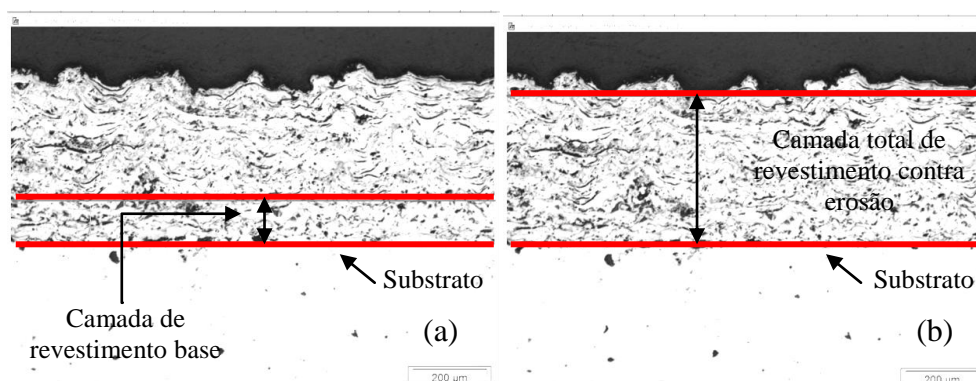 Camada de
revestimento base
Substrato
(a)
200 µm
Camada total de
revestimento contra
erosão
Substrato
(b)
200 µm